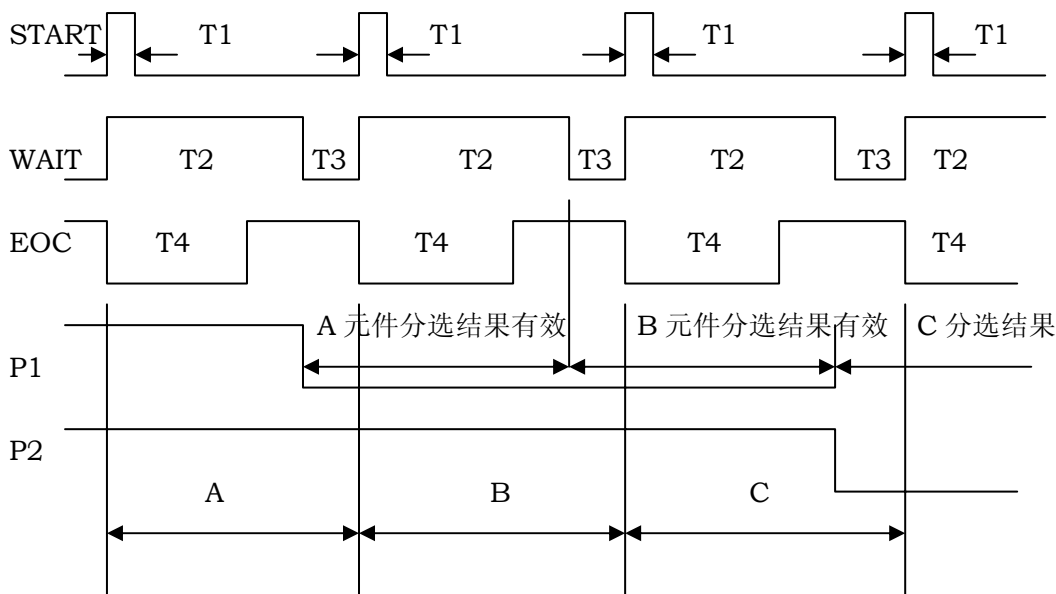 START T1 T1 T1 T1
WAIT T2 T3 T2 T3 T2 T3 T2
EOC T4 T4 T4 T4
A 元件分选结果有效 B 元件分选结果有效 C 分选结果
P1
P2
A B C